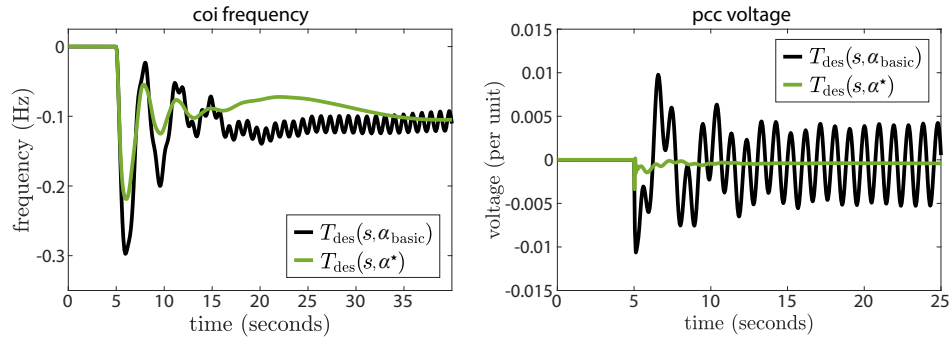 coi frequency
0
-0.1
-0.2
-0.3
frequency (Hz)
T_des(s, α_basic)
T_des(s, α*)
0 5 10 15 20 25 30 35
time (seconds)
pcc voltage
0.015
0.010
0.005
0
-0.005
-0.01
-0.015
voltage (per unit)
T_des(s, α_basic)
T_des(s, α*)
0 5 10 15 20 25
time (seconds)